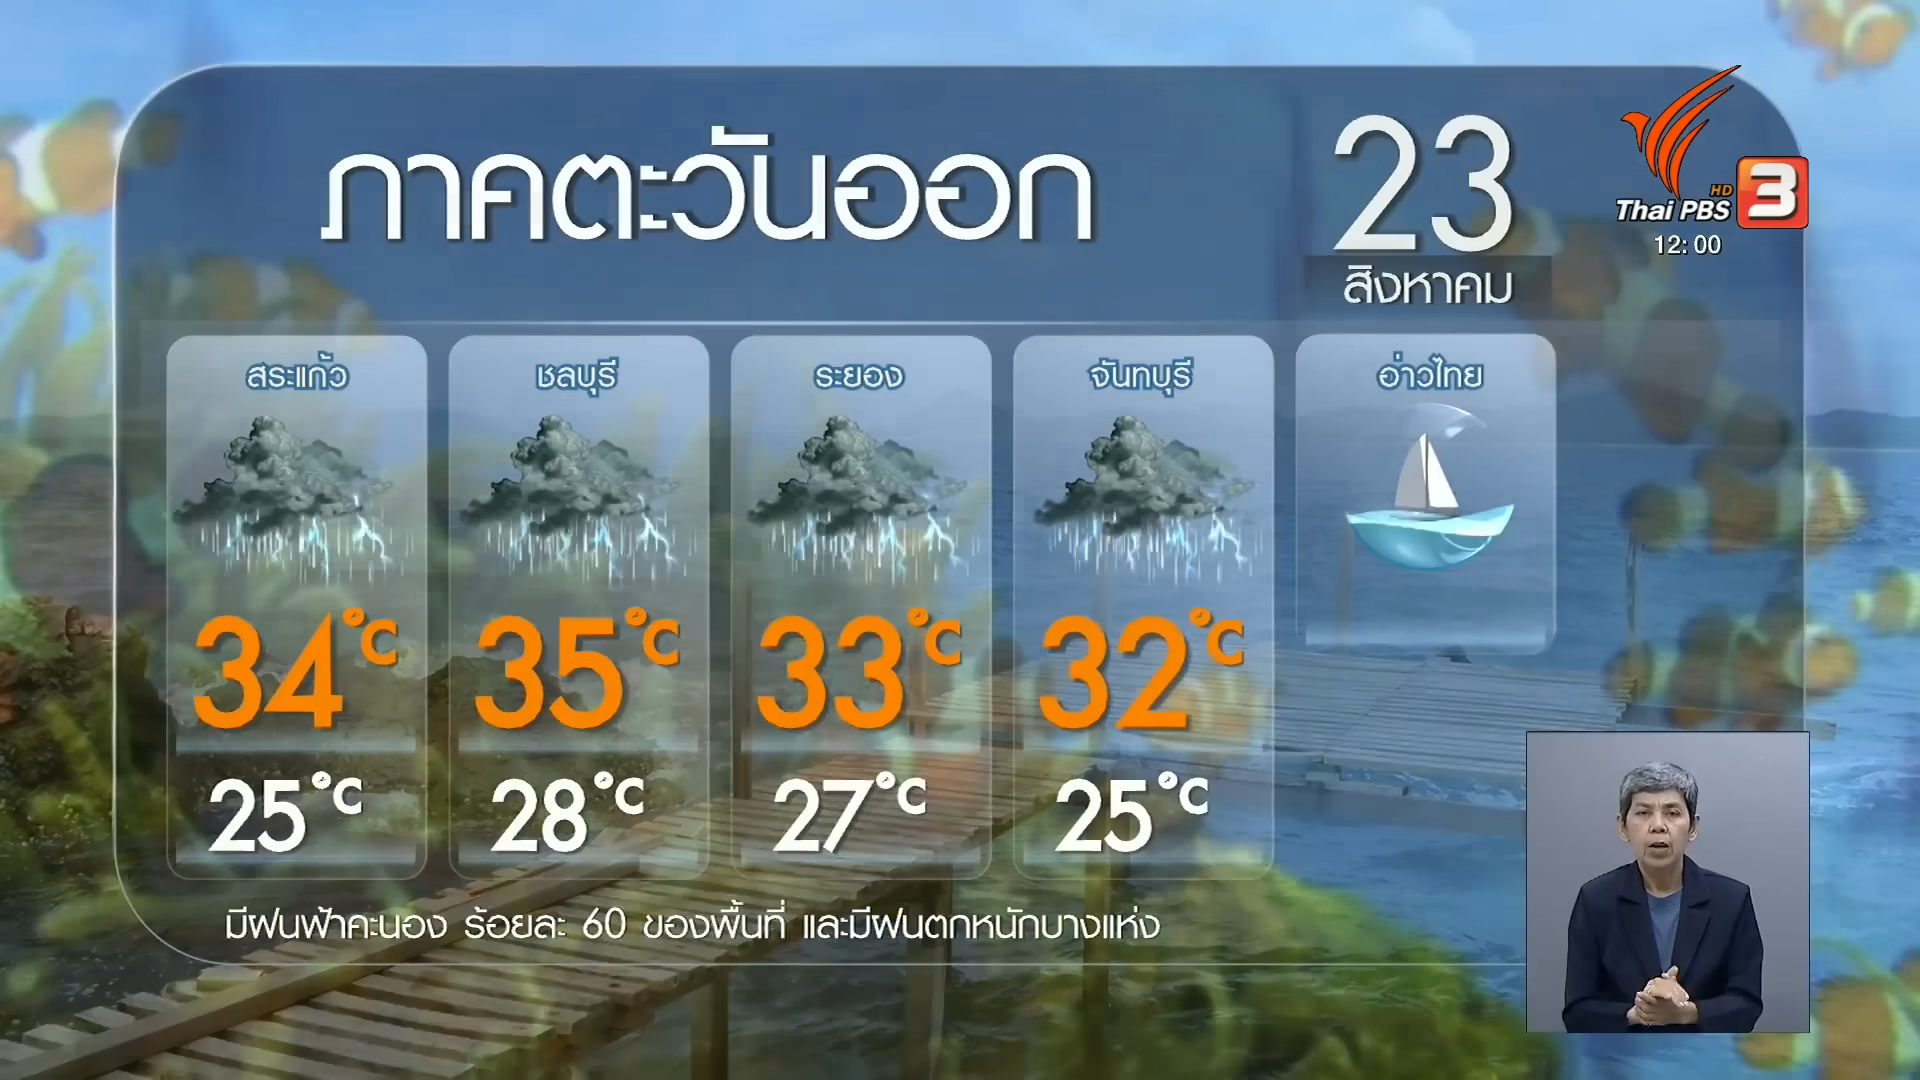 ภาคตะวันออก
23
สิงหาคม
HD
Thai PBS 3
12:00
สระแก้ว
ชลบุรี
ระยอง
จันทบุรี
อ่าวไทย
34°C
35°C
33°C
32°C
25°C
28°C
27°C
25°C
มีฝนฟ้าคะนอง ร้อยละ 60 ของพื้นที่ และมีฝนตกหนักบางแห่ง